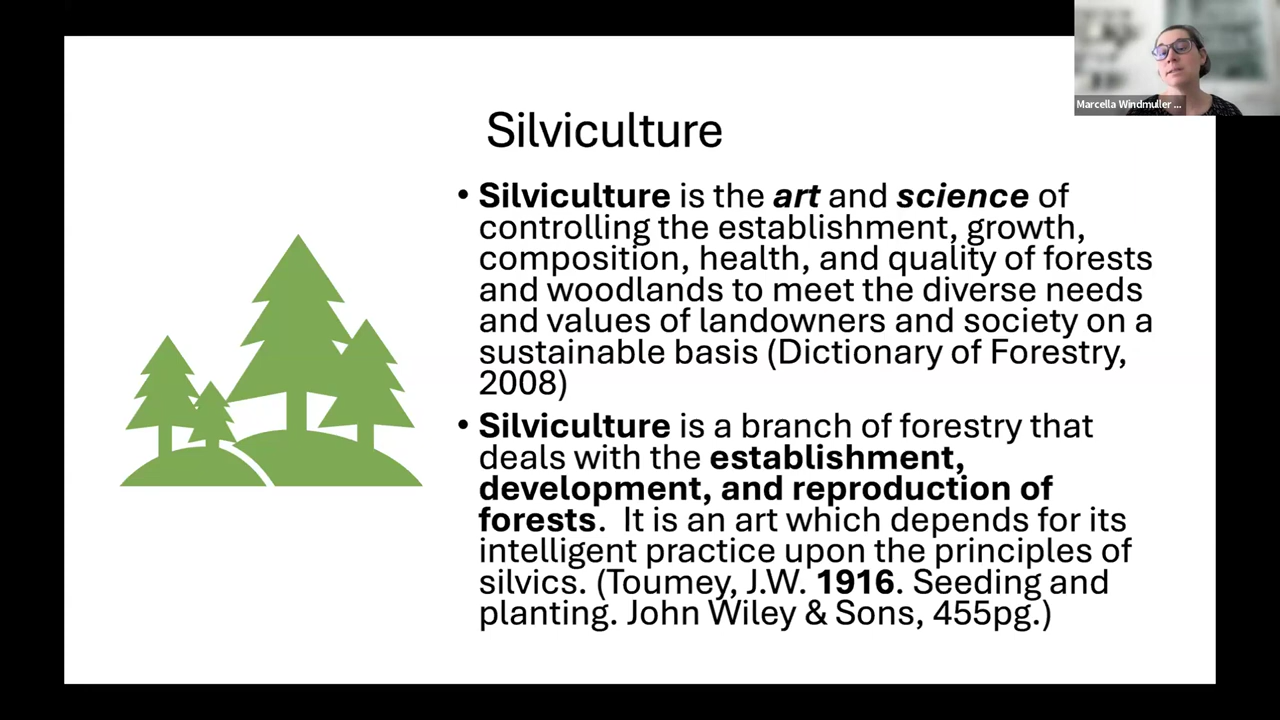 Marcella Windmuller ...
Silviculture
• Silviculture is the art and science of
controlling the establishment, growth,
composition, health, and quality of forests
and woodlands to meet the diverse needs
and values of landowners and society on a
sustainable basis (Dictionary of Forestry,
2008)
• Silviculture is a branch of forestry that
deals with the establishment,
development, and reproduction of
forests.  It is an art which depends for its
intelligent practice upon the principles of
silvics. (Toumey, J.W. 1916. Seeding and
planting. John Wiley & Sons, 455pg.)